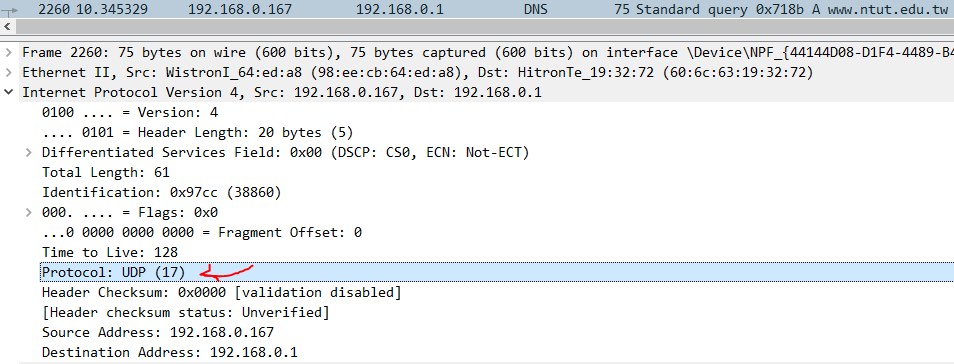 2260 10.345329 192.168.0.167 192.168.0.1 DNS 75 Standard query 0x718b A www.ntut.edu.tw
Frame 2260: 75 bytes on wire (600 bits), 75 bytes captured (600 bits) on interface \Device\NPF_{44144D08-D1F4-4489-B4
Ethernet II, Src: WistronI_64:ed:a8 (98:ee:cb:64:ed:a8), Dst: HitronTe_19:32:72 (60:6c:63:19:32:72)
Internet Protocol Version 4, Src: 192.168.0.167, Dst: 192.168.0.1
0100 .... = Version: 4
.... 0101 = Header Length: 20 bytes (5)
Differentiated Services Field: 0x00 (DSCP: CS0, ECN: Not-ECT)
Total Length: 61
Identification: 0x97cc (38860)
000. .... = Flags: 0x0
...0 0000 0000 0000 = Fragment Offset: 0
Time to Live: 128
Protocol: UDP (17)
Header Checksum: 0x0000 [validation disabled]
[Header checksum status: Unverified]
Source Address: 192.168.0.167
Destination Address: 192.168.0.1